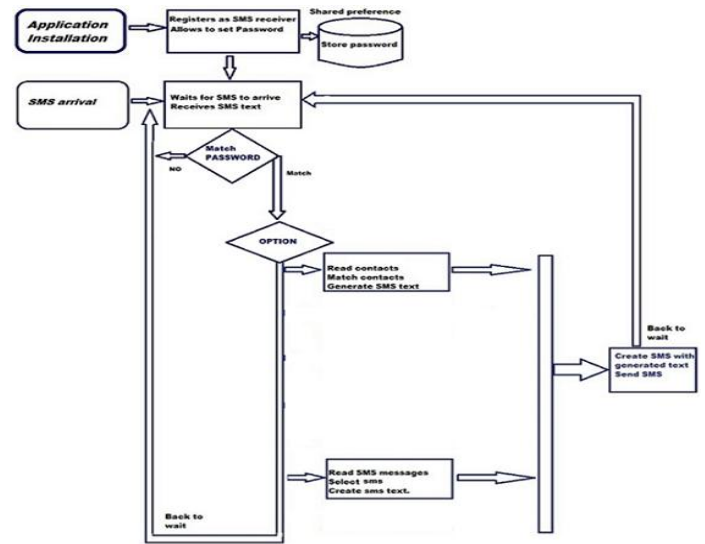 Application
Installation
Registers as SMS receiver
Allows to set Password
Shared preference
Store password
SMS arrival
Waits for SMS to arrive
Receives SMS text
Match
PASSWORD
NO
Match
OPTION
Read contacts
Match contacts
Generate SMS text
Back to
wait
Create SMS with
generated text
Send SMS
Read SMS messages
Select sms
Create sms text.
Back to
wait